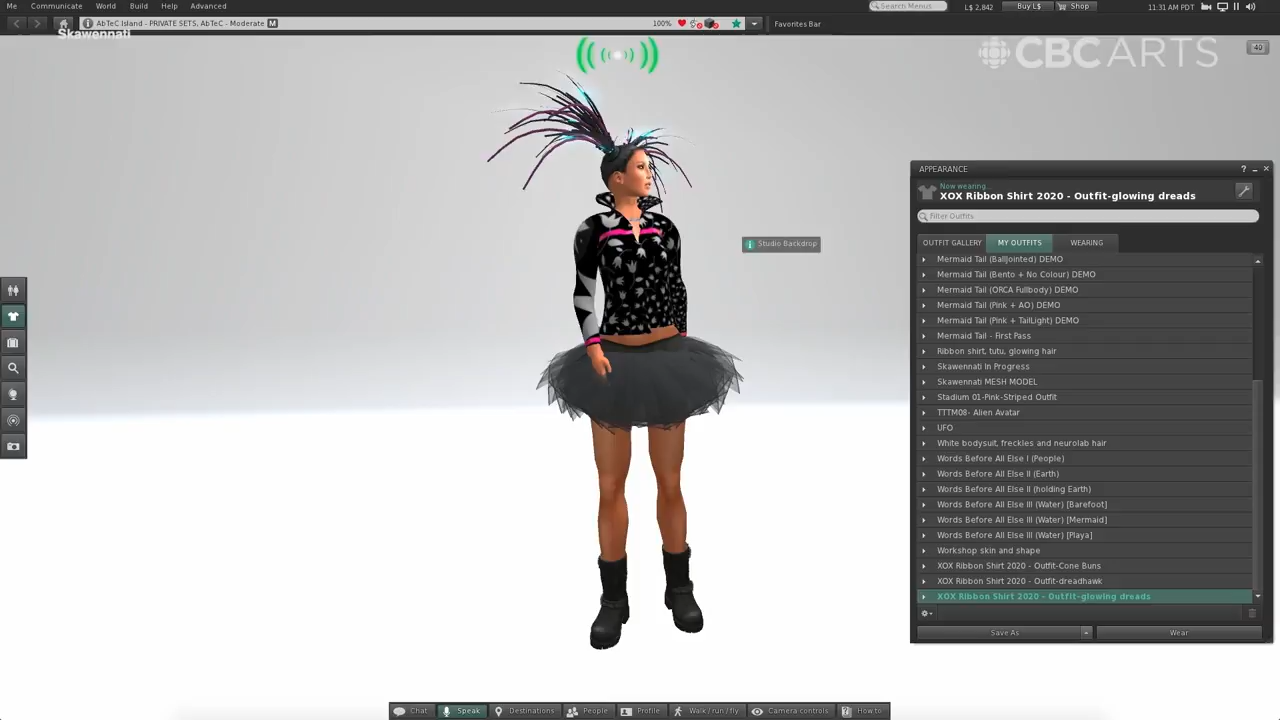 Me Communicate World Build Help Advanced
Search Menus
L$ 2,842
Buy L$
Shop
11:31 AM PDT
AbTeC Island - PRIVATE SETS, AbTeC - Moderate M
100%
Favorites Bar
Skawennati
CBC ARTS
40
Studio Backdrop
APPEARANCE
Now wearing...
XOX Ribbon Shirt 2020 - Outfit-glowing dreads
Filter Outfits
OUTFIT GALLERY
MY OUTFITS
WEARING
Mermaid Tail (BallJointed) DEMO
Mermaid Tail (Bento + No Colour) DEMO
Mermaid Tail (ORCA Fullbody) DEMO
Mermaid Tail (Pink + AO) DEMO
Mermaid Tail (Pink + TailLight) DEMO
Mermaid Tail - First Pass
Ribbon shirt, tutu, glowing hair
Skawennati In Progress
Skawennati MESH MODEL
Stadium 01-Pink-Striped Outfit
TTTM08- Alien Avatar
UFO
White bodysuit, freckles and neurolab hair
Words Before All Else I (People)
Words Before All Else II (Earth)
Words Before All Else II (holding Earth)
Words Before All Else III (Water) [Barefoot]
Words Before All Else III (Water) [Mermaid]
Words Before All Else III (Water) [Playa]
Workshop skin and shape
XOX Ribbon Shirt 2020 - Outfit-Cone Buns
XOX Ribbon Shirt 2020 - Outfit-dreadhawk
XOX Ribbon Shirt 2020 - Outfit-glowing dreads
Save As
Wear
Chat
Speak
Destinations
People
Profile
Walk / run / fly
Camera controls
How to